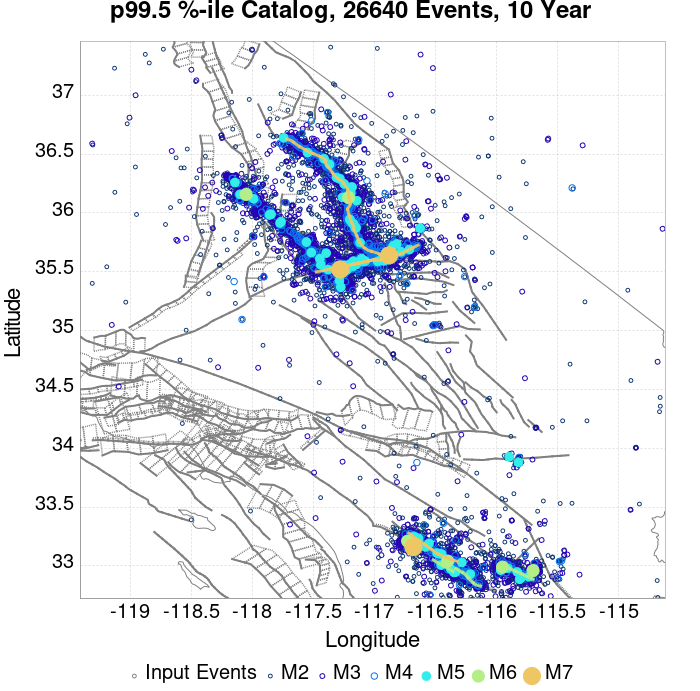 p99.5 %-ile Catalog, 26640 Events, 10 Year
37
36.5
36
35.5
35
34.5
34
33.5
33
Latitude
-119 -118.5 -118 -117.5 -117 -116.5 -116 -115.5 -115
Longitude
Input Events M2 M3 M4 M5 M6 M7